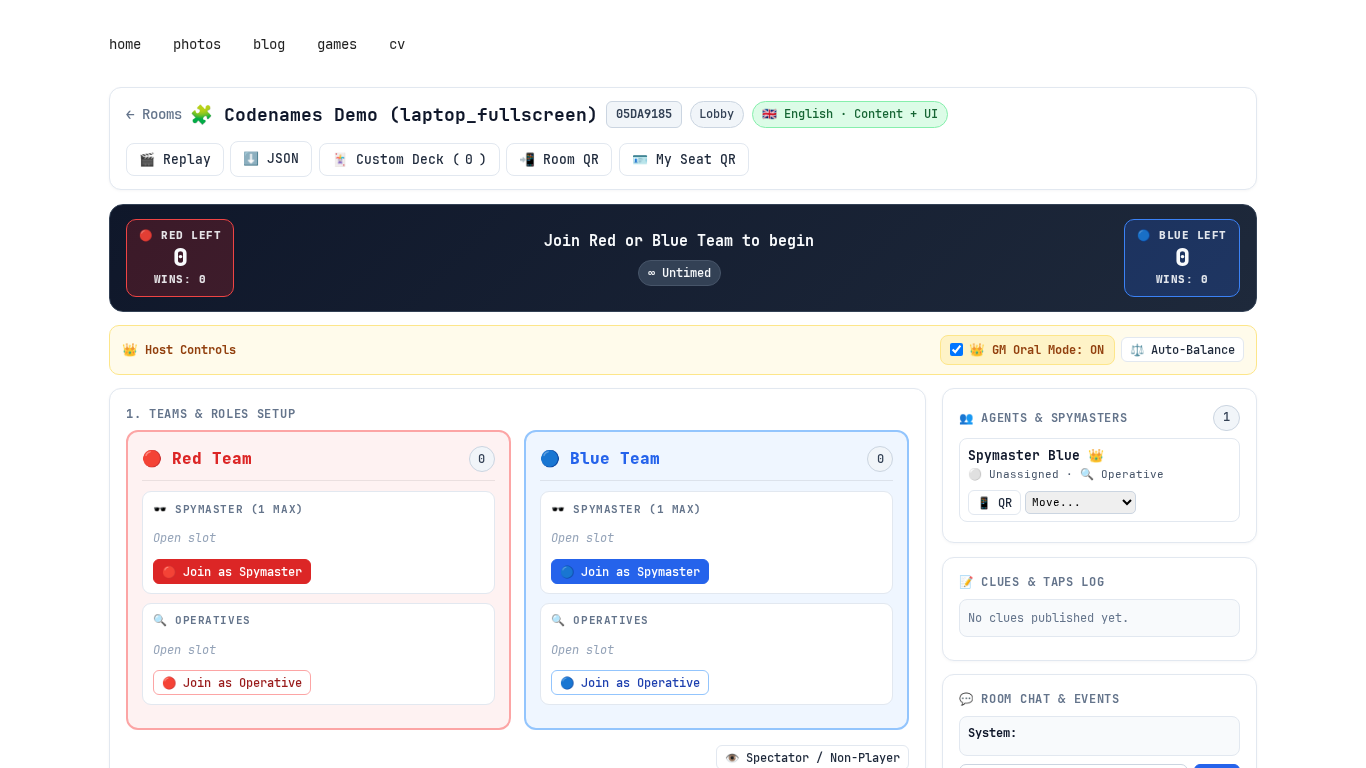 home photos blog games cv
← Rooms 🧩 Codenames Demo (laptop_fullscreen) 05DA9185 Lobby 🇬🇧 English · Content + UI
🎬 Replay ⬇️ JSON 🃏 Custom Deck (0) 📲 Room QR 🪪 My Seat QR
🔴 RED LEFT
0
WINS: 0
Join Red or Blue Team to begin
∞ Untimed
🔵 BLUE LEFT
0
WINS: 0
👑 Host Controls
👑 GM Oral Mode: ON ⚖️ Auto-Balance
1. TEAMS & ROLES SETUP
🔴 Red Team 0
🕶️ SPYMASTER (1 MAX)
Open slot
🔴 Join as Spymaster
🔍 OPERATIVES
Open slot
🔴 Join as Operative
🔵 Blue Team 0
🕶️ SPYMASTER (1 MAX)
Open slot
🔵 Join as Spymaster
🔍 OPERATIVES
Open slot
🔵 Join as Operative
👁️ Spectator / Non-Player
👥 AGENTS & SPYMASTERS 1
Spymaster Blue 👑
⚪ Unassigned · 🔍 Operative
📱 QR Move...
📝 CLUES & TAPS LOG
No clues published yet.
💬 ROOM CHAT & EVENTS
System: